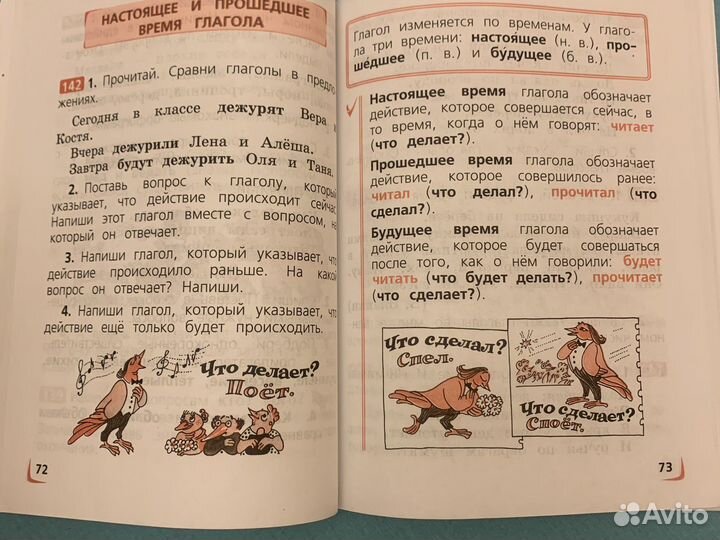 НАСТОЯЩЕЕ И ПРОШЕДШЕЕ
ВРЕМЯ ГЛАГОЛА
142 1. Прочитай. Сравни глаголы в предло-
жениях.
Сегодня в классе дежурят Вера и
Костя.
Вчера дежурили Лена и Алёша.
Завтра будут дежурить Оля и Таня.
2. Поставь вопрос к глаголу, который
указывает, что действие происходит сейчас.
Напиши этот глагол вместе с вопросом, на
который он отвечает.
3. Напиши глагол, который указывает, что
действие происходило раньше. На какой
вопрос он отвечает? Напиши.
4. Напиши глагол, который указывает, что
действие ещё только будет происходить.
Что делает?
Поёт.
72
Глагол изменяется по временам. У глаго-
ла три времени: настоящее (н. в.), про-
шедшее (п. в.) и будущее (б. в.).
Настоящее время глагола обозначает
действие, которое совершается сейчас, в
то время, когда о нём говорят: читает
(что делает?).
Прошедшее время глагола обозначает
действие, которое совершилось ранее:
читал (что делал?), прочитал (что
сделал?).
Будущее время глагола обозначает
действие, которое будет совершаться
после того, как о нём говорили: будет
читать (что будет делать?), прочитает
(что сделает?).
Что сделал?
Спел.
Что сделает?
Споёт.
73
Avito